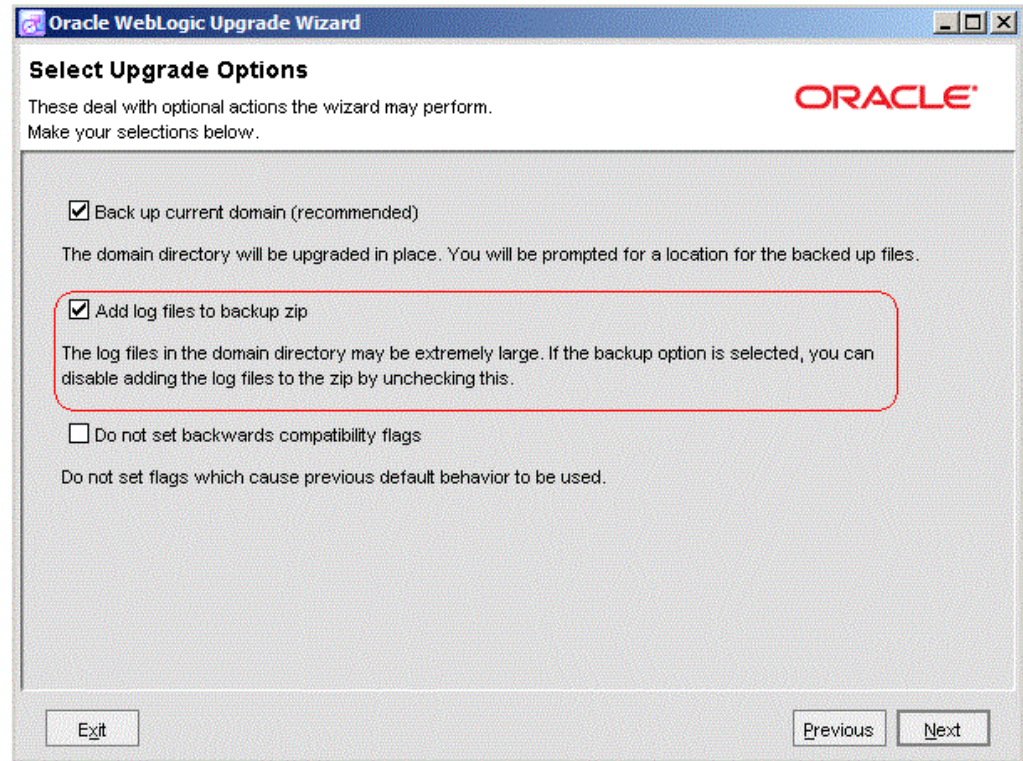 Oracle WebLogic Upgrade Wizard
Select Upgrade Options
These deal with optional actions the wizard may perform.
Make your selections below.
ORACLE
Back up current domain (recommended)
The domain directory will be upgraded in place. You will be prompted for a location for the backed up files.
Add log files to backup zip
The log files in the domain directory may be extremely large. If the backup option is selected, you can
disable adding the log files to the zip by unchecking this.
Do not set backwards compatibility flags
Do not set flags which cause previous default behavior to be used.
Exit
Previous
Next